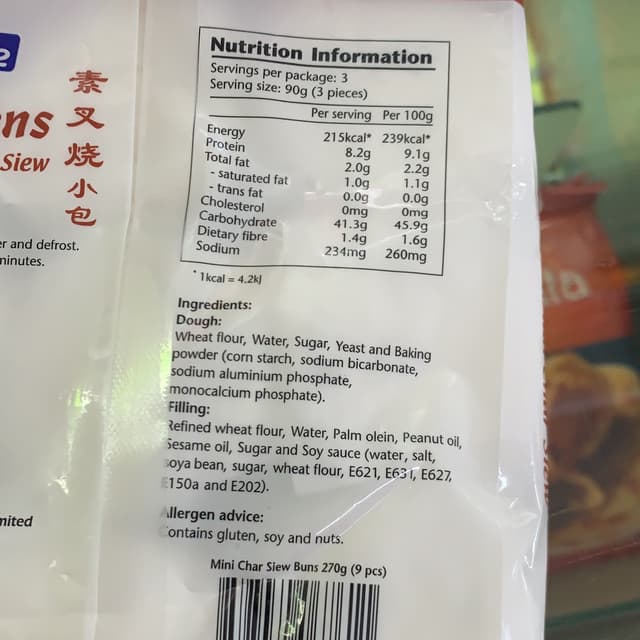 素叉烧小包
ns
Siew
er and defrost.
minutes.
mited
Nutrition Information
Servings per package: 3
Serving size: 90g (3 pieces)
Per serving Per 100g
Energy 215kcal* 239kcal*
Protein 8.2g 9.1g
Total fat 2.0g 2.2g
- saturated fat 1.0g 1.1g
- trans fat 0.0g 0.0g
Cholesterol 0mg 0mg
Carbohydrate 41.3g 45.9g
Dietary fibre 1.4g 1.6g
Sodium 234mg 260mg
* 1kcal = 4.2kJ
Ingredients:
Dough:
Wheat flour, Water, Sugar, Yeast and Baking
powder (corn starch, sodium bicarbonate,
sodium aluminium phosphate,
monocalcium phosphate).
Filling:
Refined wheat flour, Water, Palm olein, Peanut oil,
Sesame oil, Sugar and Soy sauce (water, salt,
soya bean, sugar, wheat flour, E621, E631, E627,
E150a and E202).
Allergen advice:
Contains gluten, soy and nuts.
Mini Char Siew Buns 270g (9 pcs)
ta